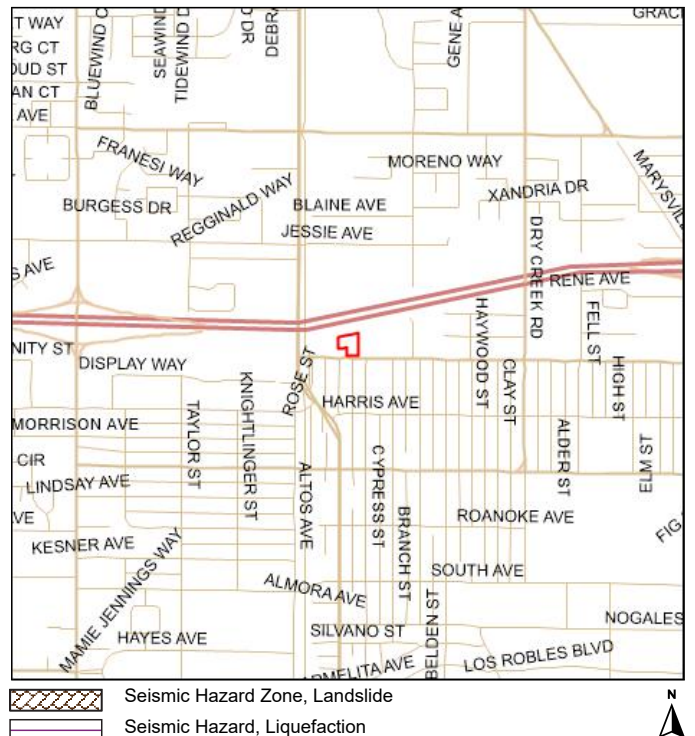 GRACI
T WAY
RG CT
OUD ST
AN CT
AVE
BLUEWIND C
SEAWIND
TIDEWIND D
O DR
DEBRA
GENE A
FRANESI WAY
MORENO WAY
MARYSVIL
BURGESS DR
REGGINALD WAY
BLAINE AVE
XANDRIA DR
JESSIE AVE
DRY CREEK RD
S AVE
RENE AVE
NITY ST
DISPLAY WAY
ROSE ST
HAYWOOD ST
FELL ST
CLAY ST
HIGH ST
HARRIS AVE
MORRISON AVE
TAYLOR ST
KNIGHTLINGER ST
ALDER ST
ELM ST
CIR
LINDSAY AVE
ALTOS AVE
CYPRESS ST
VE
BRANCH ST
ROANOKE AVE
FIG
KESNER AVE
SOUTH AVE
MAMIE JENNINGS WAY
ALMORA AVE
BELDEN ST
NOGALES
HAYES AVE
SILVANO ST
ARMELITA AVE
LOS ROBLES BLVD
Seismic Hazard Zone, Landslide
N
Seismic Hazard, Liquefaction